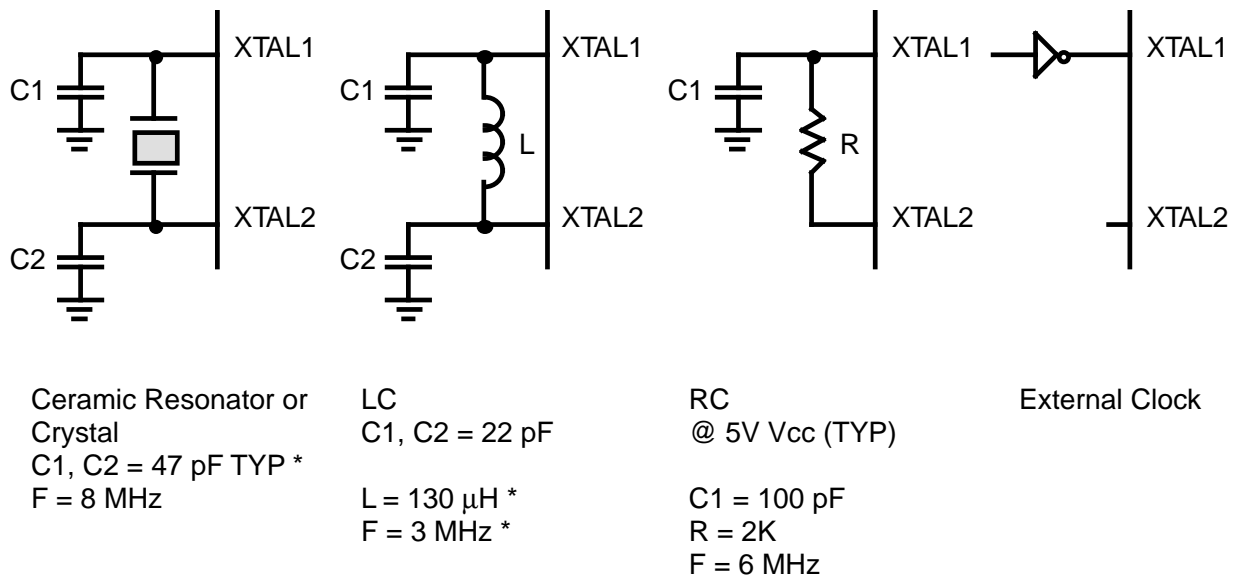 XTAL1
C1
XTAL2
C2
XTAL1
C1
L
XTAL2
C2
XTAL1
C1
R
XTAL2
XTAL1
XTAL2
Ceramic Resonator or
Crystal
C1, C2 = 47 pF TYP *
F = 8 MHz
LC
C1, C2 = 22 pF
L = 130 μH *
F = 3 MHz *
RC
@ 5V Vcc (TYP)
C1 = 100 pF
R = 2K
F = 6 MHz
External Clock